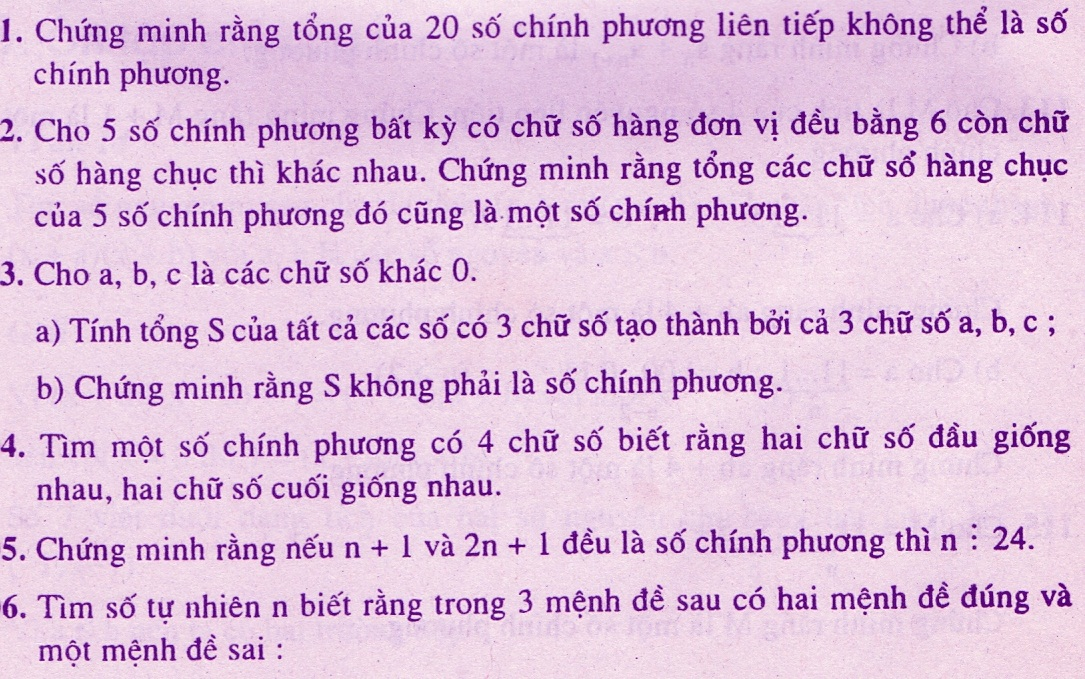 1. Chứng minh rằng tổng của 20 số chính phương liên tiếp không thể là số
chính phương.
2. Cho 5 số chính phương bất kỳ có chữ số hàng đơn vị đều bằng 6 còn chữ
số hàng chục thì khác nhau. Chứng minh rằng tổng các chữ số hàng chục
của 5 số chính phương đó cũng là một số chính phương.
3. Cho a, b, c là các chữ số khác 0.
a) Tính tổng S của tất cả các số có 3 chữ số tạo thành bởi cả 3 chữ số a, b, c ;
b) Chứng minh rằng S không phải là số chính phương.
4. Tìm một số chính phương có 4 chữ số biết rằng hai chữ số đầu giống
nhau, hai chữ số cuối giống nhau.
5. Chứng minh rằng nếu n + 1 và 2n + 1 đều là số chính phương thì n ⋮ 24.
6. Tìm số tự nhiên n biết rằng trong 3 mệnh đề sau có hai mệnh đề đúng và
một mệnh đề sai :